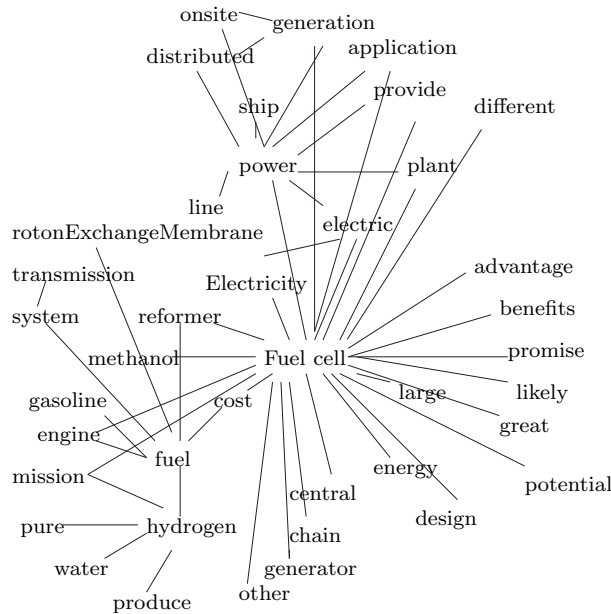 onsite
generation
application
distributed
provide
different
ship
power
plant
line
electric
rotonExchangeMembrane
advantage
transmission
Electricity
benefits
system
reformer
promise
methanol
Fuel cell
large
likely
gasoline
cost
great
engine
fuel
energy
mission
potential
central
design
pure
hydrogen
chain
water
generator
other
produce